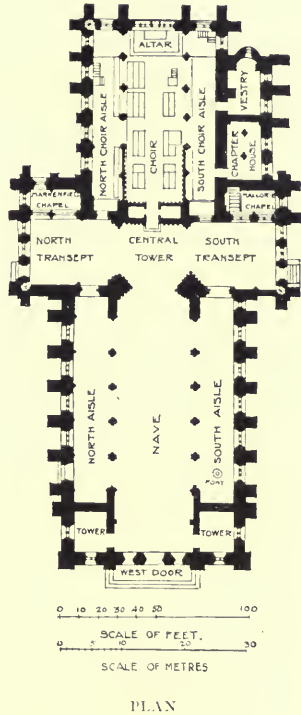 ALTAR
NORTH CHOIR AISLE
CHOIR
SOUTH CHOIR AISLE
VESTRY
CHAPTER
HOUSE
MARKENFIELD
CHAPEL
MALLORY
CHAPEL
NORTH
TRANSEPT
CENTRAL
TOWER
SOUTH
TRANSEPT
NORTH AISLE
NAVE
SOUTH AISLE
FONT
TOWER
TOWER
WEST DOOR
0 10 20 30 40 50 100
SCALE OF FEET.
0 5 10 20 30
SCALE OF METRES
PLAN